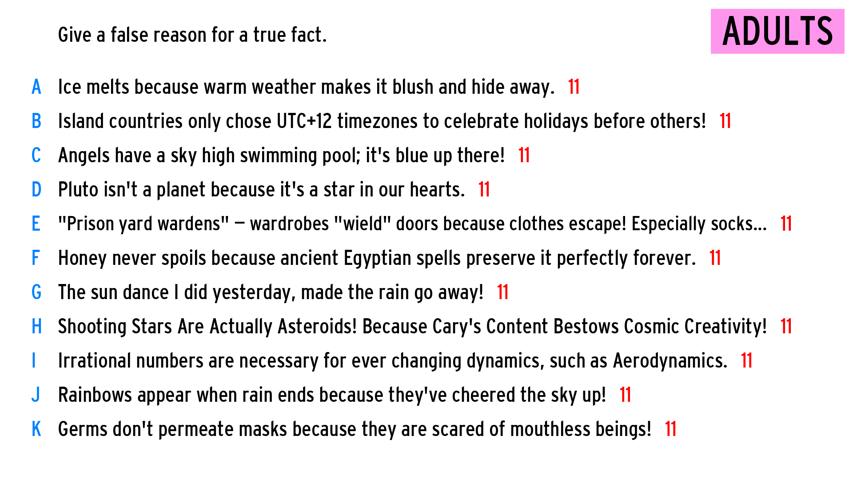 Give a false reason for a true fact.
ADULTS
A Ice melts because warm weather makes it blush and hide away. 11
B Island countries only chose UTC+12 timezones to celebrate holidays before others! 11
C Angels have a sky high swimming pool; it's blue up there! 11
D Pluto isn't a planet because it's a star in our hearts. 11
E "Prison yard wardens" – wardrobes "wield" doors because clothes escape! Especially socks... 11
F Honey never spoils because ancient Egyptian spells preserve it perfectly forever. 11
G The sun dance I did yesterday, made the rain go away! 11
H Shooting Stars Are Actually Asteroids! Because Cary's Content Bestows Cosmic Creativity! 11
I Irrational numbers are necessary for ever changing dynamics, such as Aerodynamics. 11
J Rainbows appear when rain ends because they've cheered the sky up! 11
K Germs don't permeate masks because they are scared of mouthless beings! 11